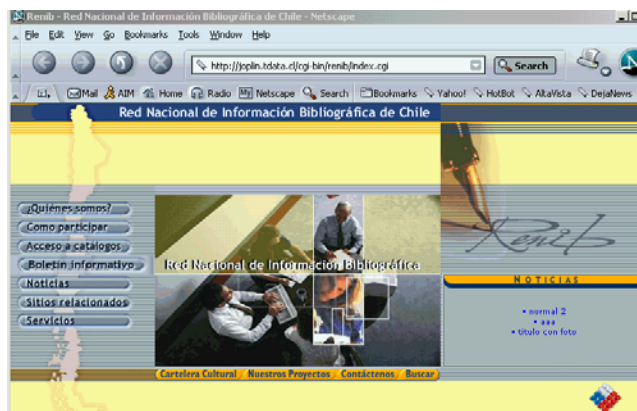 Renib - Red Nacional de Información Bibliográfica de Chile - Netscape
File Edit View Go Bookmarks Tools Window Help
http://joplin.tdata.cl/cgi-bin/renib/index.cgi Search
Mail AIM Home Radio My Netscape Search Bookmarks Yahoo! HotBot AltaVista DejaNews
Red Nacional de Información Bibliográfica de Chile
¿Quiénes somos?
Como participar
Acceso a catálogos
Boletín informativo
Noticias
Sitios relacionados
Servicios
Red Nacional de Información Bibliográfica
Renib
NOTICIAS
normal 2
aaa
titulo con foto
Cartelera Cultural / Nuestros Proyectos / Contáctenos / Buscar